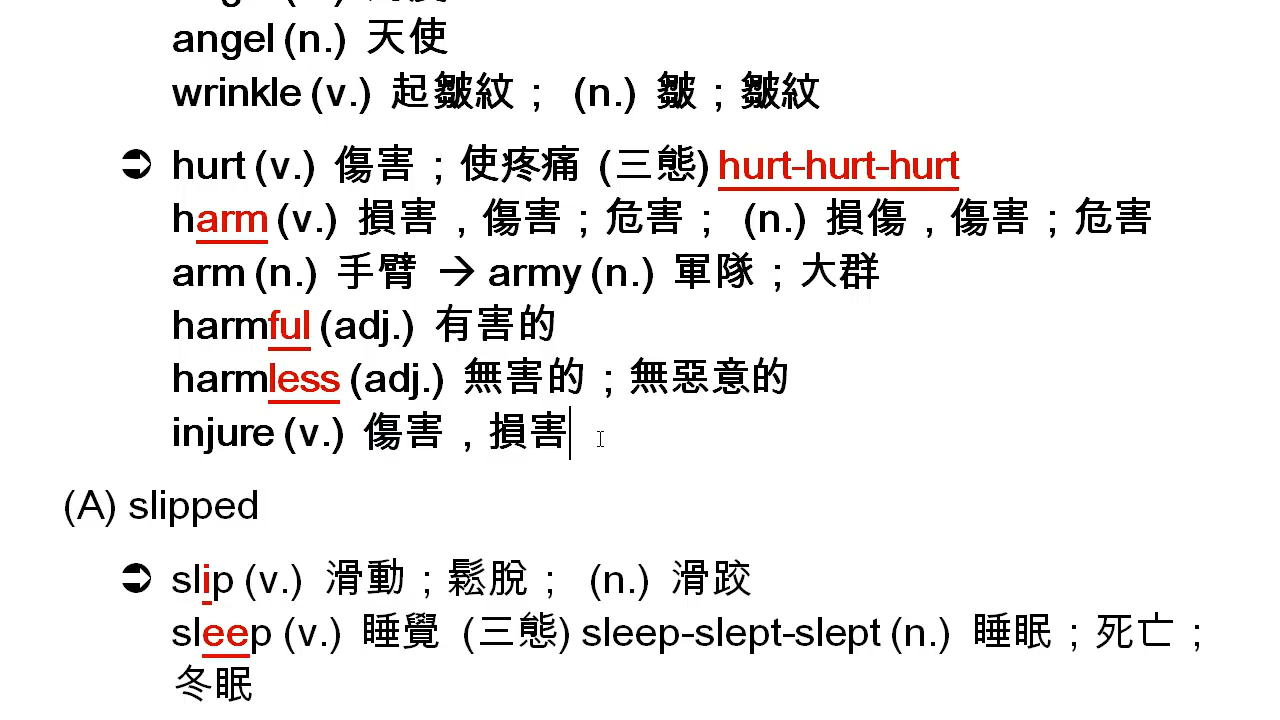 angel (n.) 天使
wrinkle (v.) 起皺紋； (n.) 皺；皺紋
➲ hurt (v.) 傷害；使疼痛 (三態) hurt-hurt-hurt
harm (v.) 損害，傷害；危害； (n.) 損傷，傷害；危害
arm (n.) 手臂 → army (n.) 軍隊；大群
harmful (adj.) 有害的
harmless (adj.) 無害的；無惡意的
injure (v.) 傷害，損害
(A) slipped
➲ slip (v.) 滑動；鬆脫； (n.) 滑跤
sleep (v.) 睡覺 (三態) sleep-slept-slept (n.) 睡眠；死亡；
冬眠